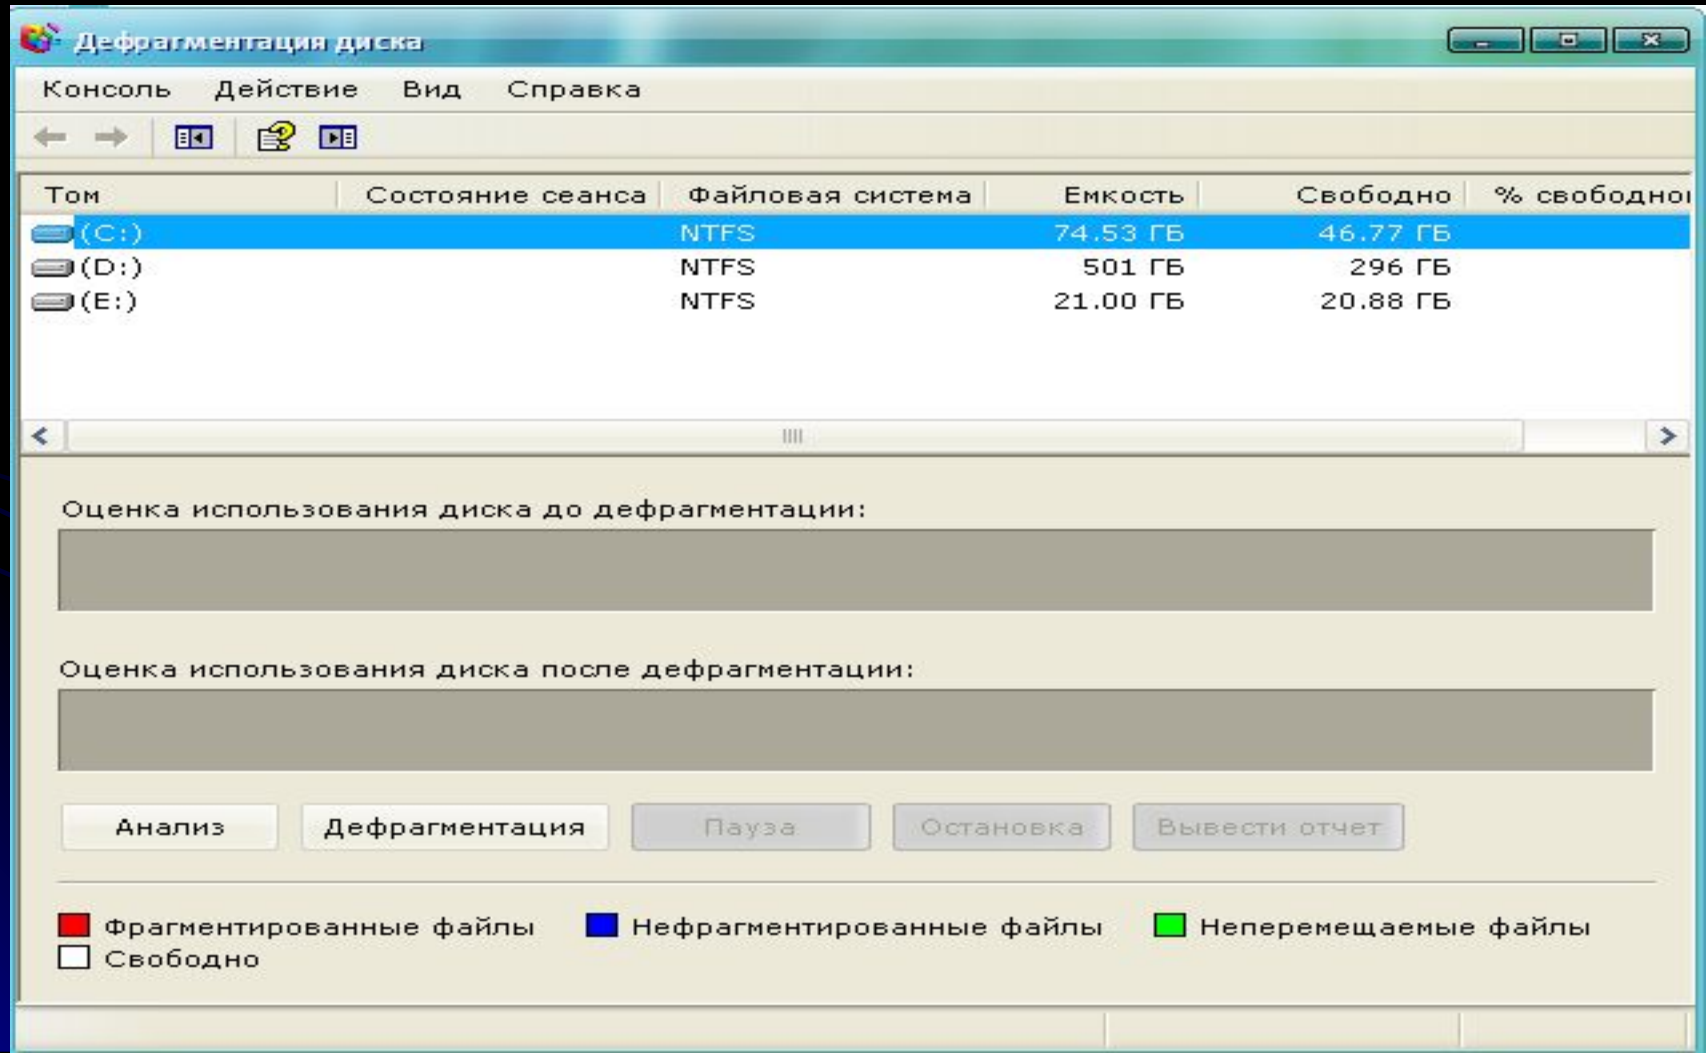 Дефрагментация диска
Консоль Действие Вид Справка
Том Состояние сеанса Файловая система Емкость Свободно % свободно
(C:) NTFS 74.53 ГБ 46.77 ГБ
(D:) NTFS 501 ГБ 296 ГБ
(E:) NTFS 21.00 ГБ 20.88 ГБ
Оценка использования диска до дефрагментации:
Оценка использования диска после дефрагментации:
Анализ Дефрагментация Пауза Остановка Вывести отчет
Фрагментированные файлы Нефрагментированные файлы Неперемещаемые файлы
Свободно